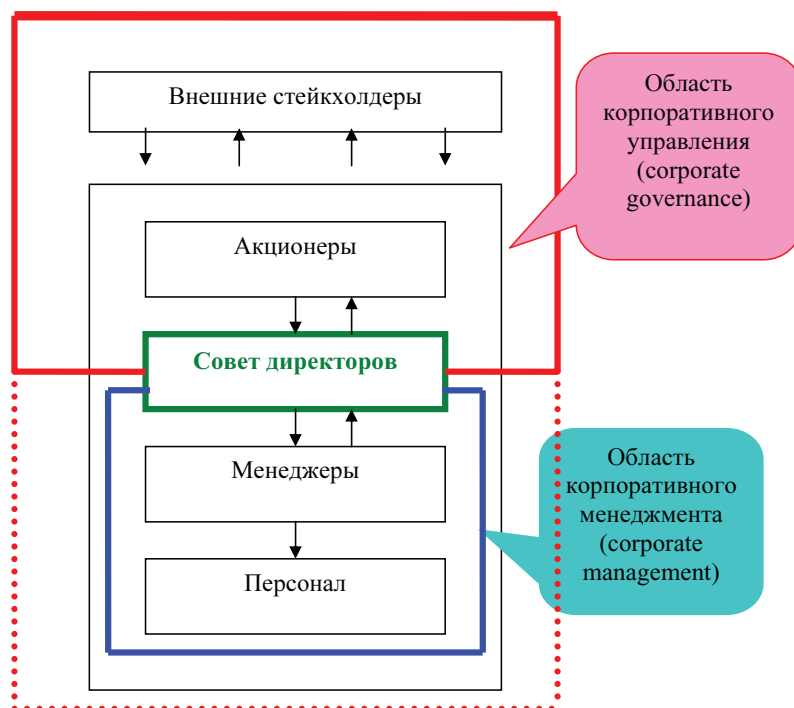 Внешние стейкхолдеры
Область
корпоративного
управления
(corporate
governance)
Акционеры
Совет директоров
Менеджеры
Область
корпоративного
менеджмента
(corporate
management)
Персонал